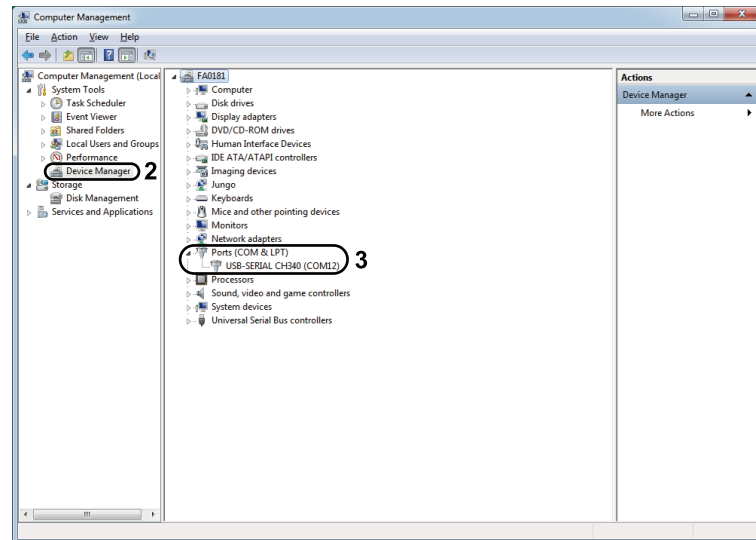 Computer Management
File Action View Help
Computer Management (Local
System Tools
Task Scheduler
Event Viewer
Shared Folders
Local Users and Groups
Performance
Device Manager 2
Storage
Disk Management
Services and Applications
FA0181
Computer
Disk drives
Display adapters
DVD/CD-ROM drives
Human Interface Devices
IDE ATA/ATAPI controllers
Imaging devices
Jungo
Keyboards
Mice and other pointing devices
Monitors
Network adapters
Ports (COM & LPT)
USB-SERIAL CH340 (COM12) 3
Processors
Sound, video and game controllers
System devices
Universal Serial Bus controllers
Actions
Device Manager
More Actions